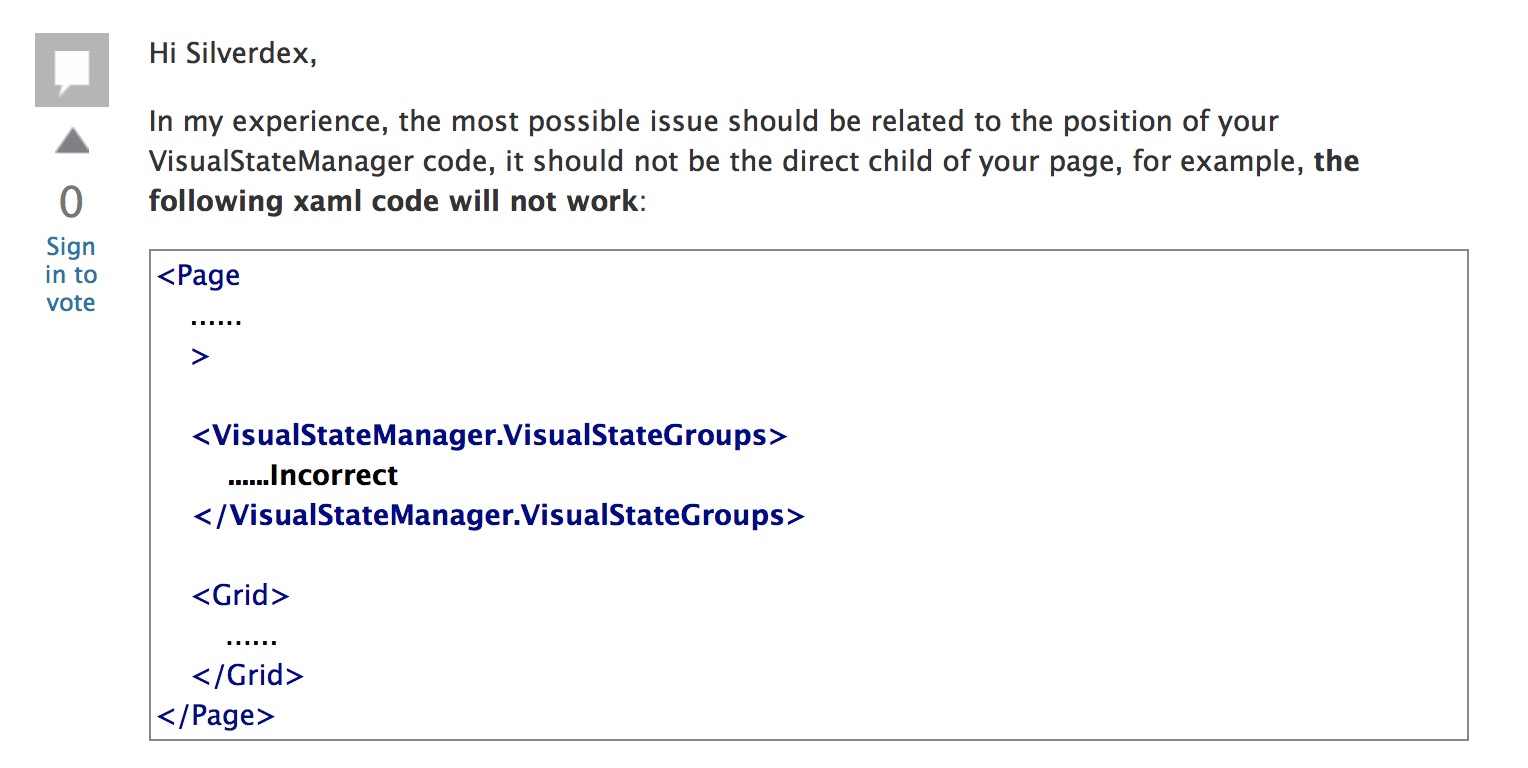 Hi Silverdex,
In my experience, the most possible issue should be related to the position of your
VisualStateManager code, it should not be the direct child of your page, for example, the
following xaml code will not work:
0
Sign
in to
vote
<Page
......
>
<VisualStateManager.VisualStateGroups>
......Incorrect
</VisualStateManager.VisualStateGroups>
<Grid>
......
</Grid>
</Page>